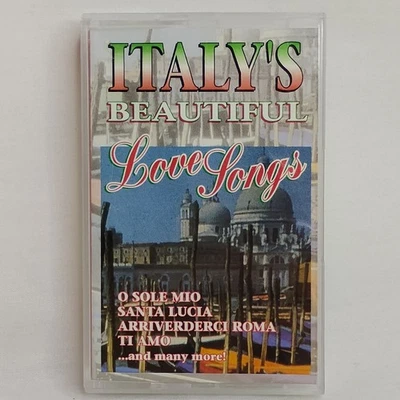 ITALY'S
BEAUTIFUL
Love Songs
O SOLE MIO
SANTA LUCIA
ARRIVERDERCI ROMA
TI AMO
...and many more!